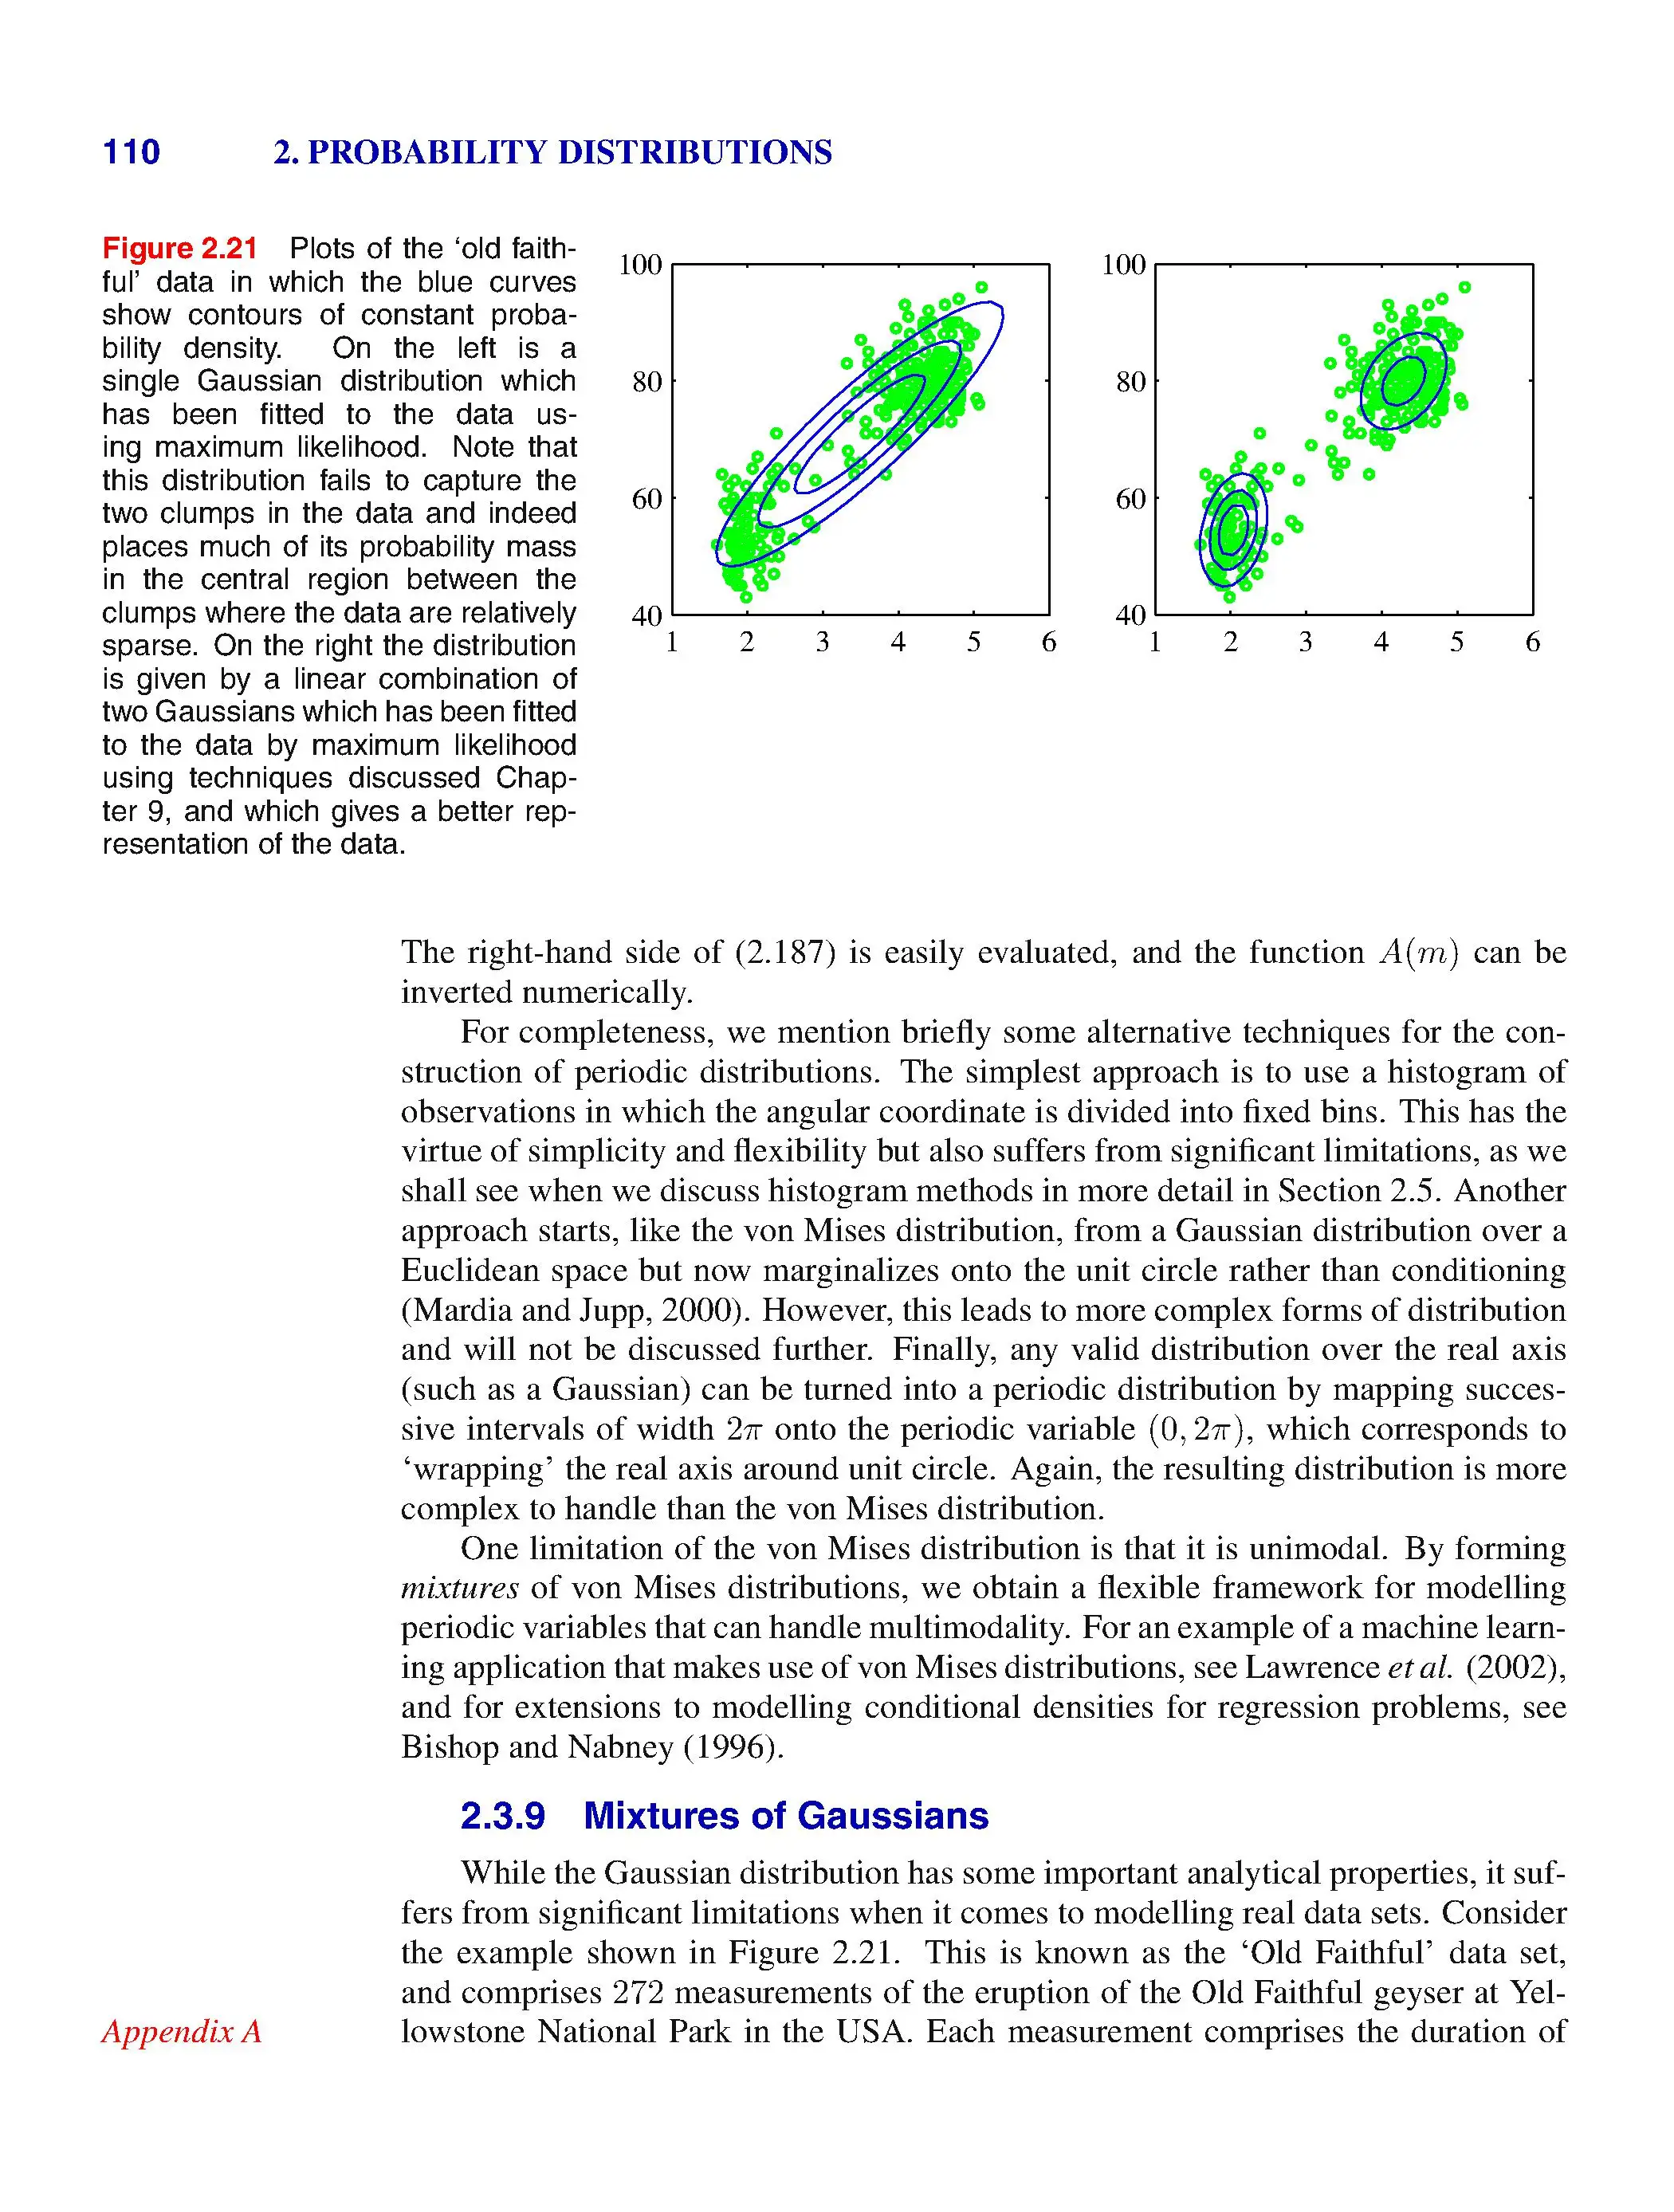 110 2. PROBABILITY DISTRIBUTIONS
Figure 2.21 Plots of the ‘old faith-
ful’ data in which the blue curves
show contours of constant proba-
bility density. On the left is a
single Gaussian distribution which
has been fitted to the data us-
ing maximum likelihood. Note that
this distribution fails to capture the
two clumps in the data and indeed
places much of its probability mass
in the central region between the
clumps where the data are relatively
sparse. On the right the distribution
is given by a linear combination of
two Gaussians which has been fitted
to the data by maximum likelihood
using techniques discussed Chap-
ter 9, and which gives a better rep-
resentation of the data.
100
80
60
40
1 2 3 4 5 6
100
80
60
40
1 2 3 4 5 6
The right-hand side of (2.187) is easily evaluated, and the function A(m) can be
inverted numerically.
For completeness, we mention briefly some alternative techniques for the con-
struction of periodic distributions. The simplest approach is to use a histogram of
observations in which the angular coordinate is divided into fixed bins. This has the
virtue of simplicity and flexibility but also suffers from significant limitations, as we
shall see when we discuss histogram methods in more detail in Section 2.5. Another
approach starts, like the von Mises distribution, from a Gaussian distribution over a
Euclidean space but now marginalizes onto the unit circle rather than conditioning
(Mardia and Jupp, 2000). However, this leads to more complex forms of distribution
and will not be discussed further. Finally, any valid distribution over the real axis
(such as a Gaussian) can be turned into a periodic distribution by mapping succes-
sive intervals of width 2π onto the periodic variable (0, 2π), which corresponds to
‘wrapping’ the real axis around unit circle. Again, the resulting distribution is more
complex to handle than the von Mises distribution.
One limitation of the von Mises distribution is that it is unimodal. By forming
mixtures of von Mises distributions, we obtain a flexible framework for modelling
periodic variables that can handle multimodality. For an example of a machine learn-
ing application that makes use of von Mises distributions, see Lawrence et al. (2002),
and for extensions to modelling conditional densities for regression problems, see
Bishop and Nabney (1996).
2.3.9 Mixtures of Gaussians
While the Gaussian distribution has some important analytical properties, it suf-
fers from significant limitations when it comes to modelling real data sets. Consider
the example shown in Figure 2.21. This is known as the ‘Old Faithful’ data set,
and comprises 272 measurements of the eruption of the Old Faithful geyser at Yel-
Appendix A lowstone National Park in the USA. Each measurement comprises the duration of